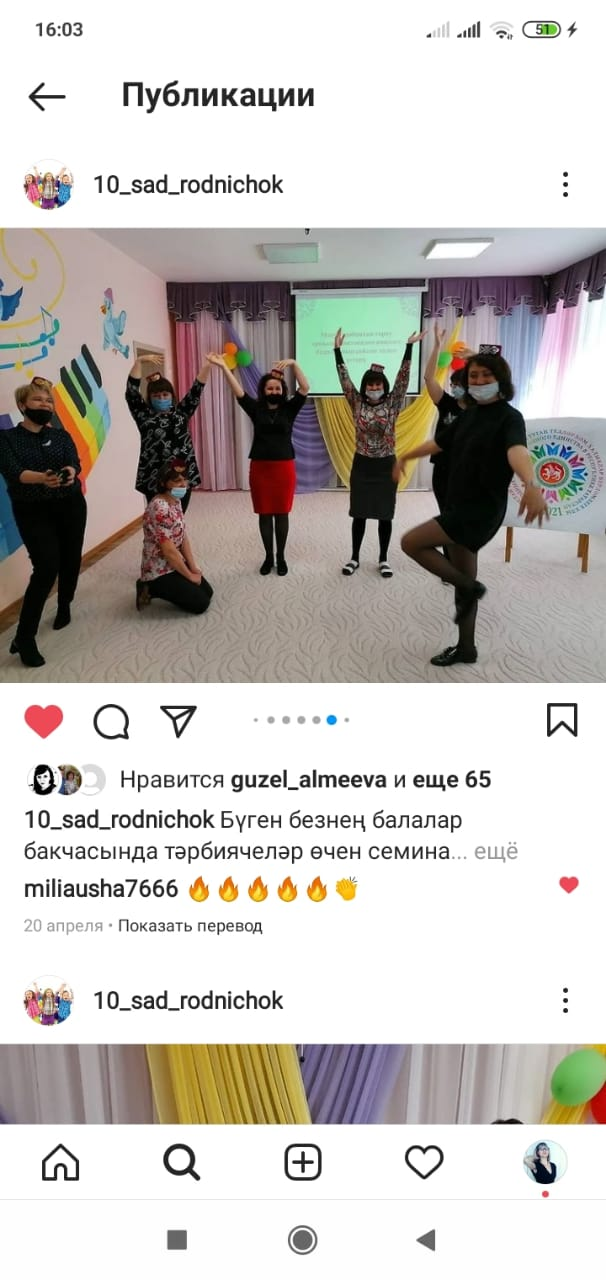 16:03
51
Публикации
10_sad_rodnichok
2021
Нравится guzel_almeeva и еще 65
10_sad_rodnichok Бүген безнең балалар
бакчасында тәрбиячеләр өчен семина... ещё
miliausha7666 🔥🔥🔥🔥🔥👏
20 апреля • Показать перевод
10_sad_rodnichok